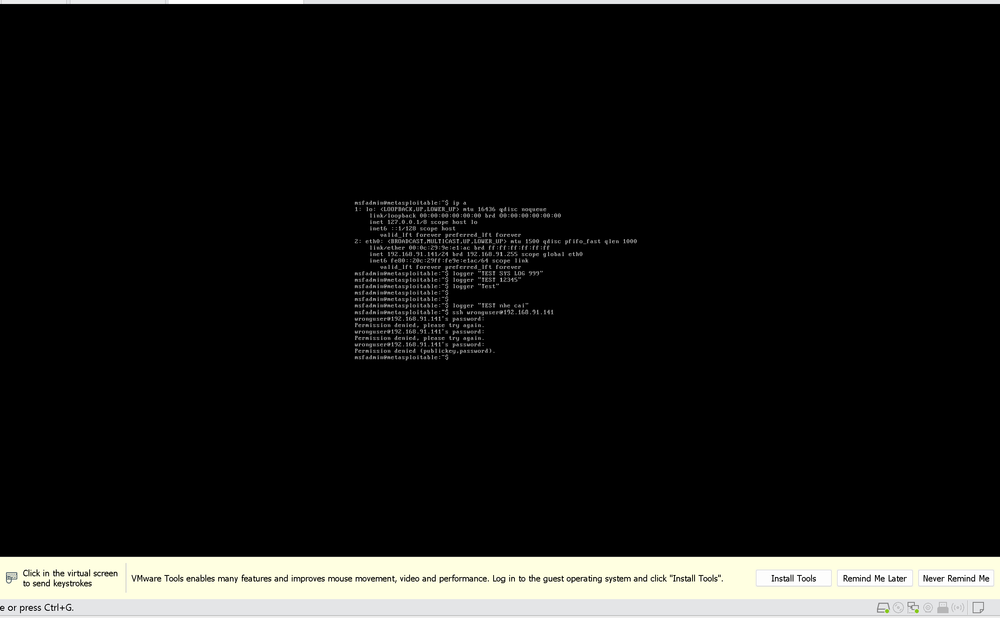 msfadmin@metasploitable:~$ ip a
1: lo: <LOOPBACK,UP,LOWER_UP> mtu 16436 qdisc noqueue
    link/loopback 00:00:00:00:00:00 brd 00:00:00:00:00:00
    inet 127.0.0.1/8 scope host lo
    inet6 ::1/128 scope host
       valid_lft forever preferred_lft forever
2: eth0: <BROADCAST,MULTICAST,UP,LOWER_UP> mtu 1500 qdisc pfifo_fast qlen 1000
    link/ether 00:0c:29:9e:e1:ac brd ff:ff:ff:ff:ff:ff
    inet 192.168.91.141/24 brd 192.168.91.255 scope global eth0
    inet6 fe80::20c:29ff:fe9e:e1ac/64 scope link
       valid_lft forever preferred_lft forever
msfadmin@metasploitable:~$ logger "TEST SYS LOG 999"
msfadmin@metasploitable:~$ logger "TEST 12345"
msfadmin@metasploitable:~$ logger "Test"
msfadmin@metasploitable:~$
msfadmin@metasploitable:~$
msfadmin@metasploitable:~$ logger "TEST nhe cai"
msfadmin@metasploitable:~$ ssh wronguser@192.168.91.141
wronguser@192.168.91.141's password:
Permission denied, please try again.
wronguser@192.168.91.141's password:
Permission denied, please try again.
wronguser@192.168.91.141's password:
Permission denied (publickey,password).
msfadmin@metasploitable:~$
Click in the virtual screen
to send keystrokes
VMware Tools enables many features and improves mouse movement, video and performance. Log in to the guest operating system and click "Install Tools".
Install Tools
Remind Me Later
Never Remind Me
e or press Ctrl+G.